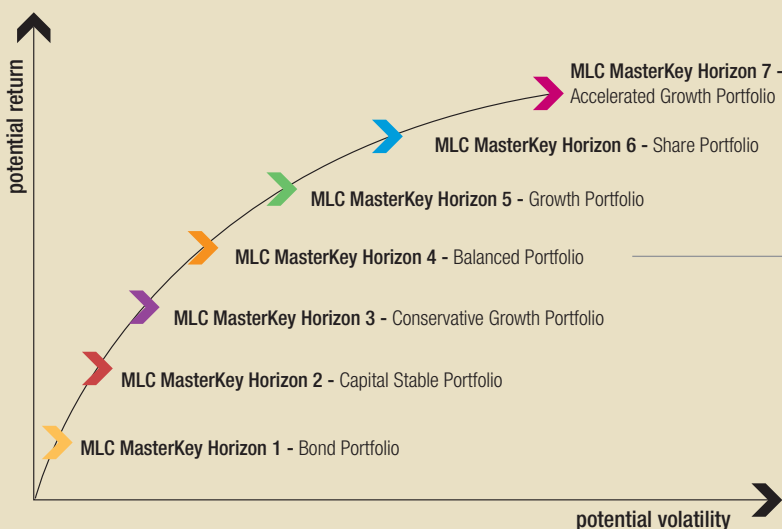 potential return
MLC MasterKey Horizon 7 -
Accelerated Growth Portfolio
MLC MasterKey Horizon 6 - Share Portfolio
MLC MasterKey Horizon 5 - Growth Portfolio
MLC MasterKey Horizon 4 - Balanced Portfolio
MLC MasterKey Horizon 3 - Conservative Growth Portfolio
MLC MasterKey Horizon 2 - Capital Stable Portfolio
MLC MasterKey Horizon 1 - Bond Portfolio
potential volatility